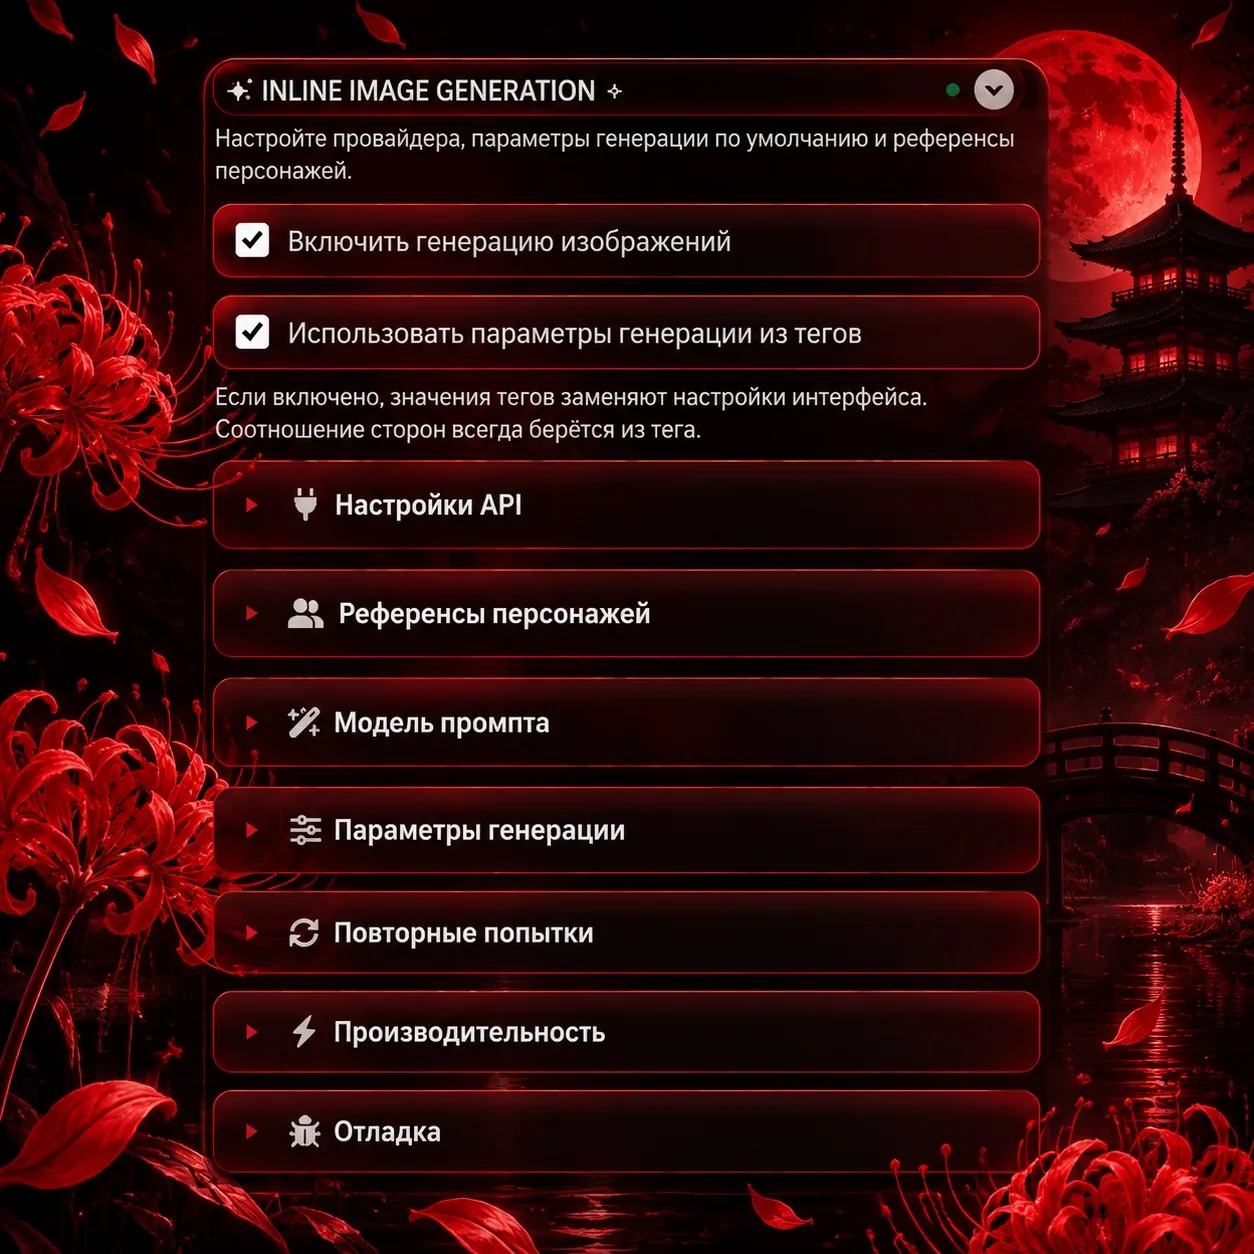 INLINE IMAGE GENERATION
Настройте провайдера, параметры генерации по умолчанию и референсы
персонажей.
Включить генерацию изображений
Использовать параметры генерации из тегов
Если включено, значения тегов заменяют настройки интерфейса.
Соотношение сторон всегда берётся из тега.
Настройки API
Референсы персонажей
Модель промпта
Параметры генерации
Повторные попытки
Производительность
Отладка